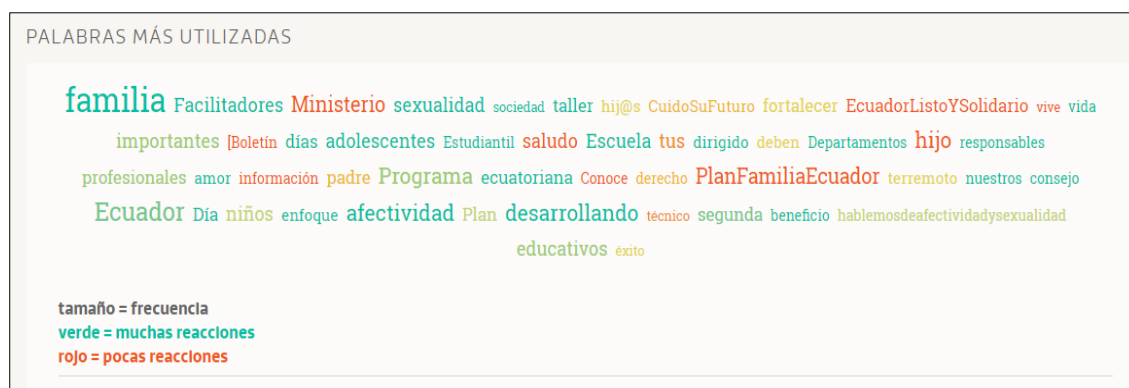 PALABRAS MÁS UTILIZADAS
familia Facilitadores Ministerio sexualidad sociedad taller hij@s CuidoSuFuturo fortalecer EcuadorListoYSolidario vive vida
importantes [Boletín días adolescentes Estudiantil saludo Escuela tus dirigido deben Departamentos hijo responsables
profesionales amor información padre Programa ecuatoriana Conoce derecho PlanFamiliaEcuador terremoto nuestros consejo
Ecuador Día niños enfoque afectividad Plan desarrollando técnico segunda beneficio hablemosdeafectividadysexualidad
educativos éxito
tamaño = frecuencia
verde = muchas reacciones
rojo = pocas reacciones